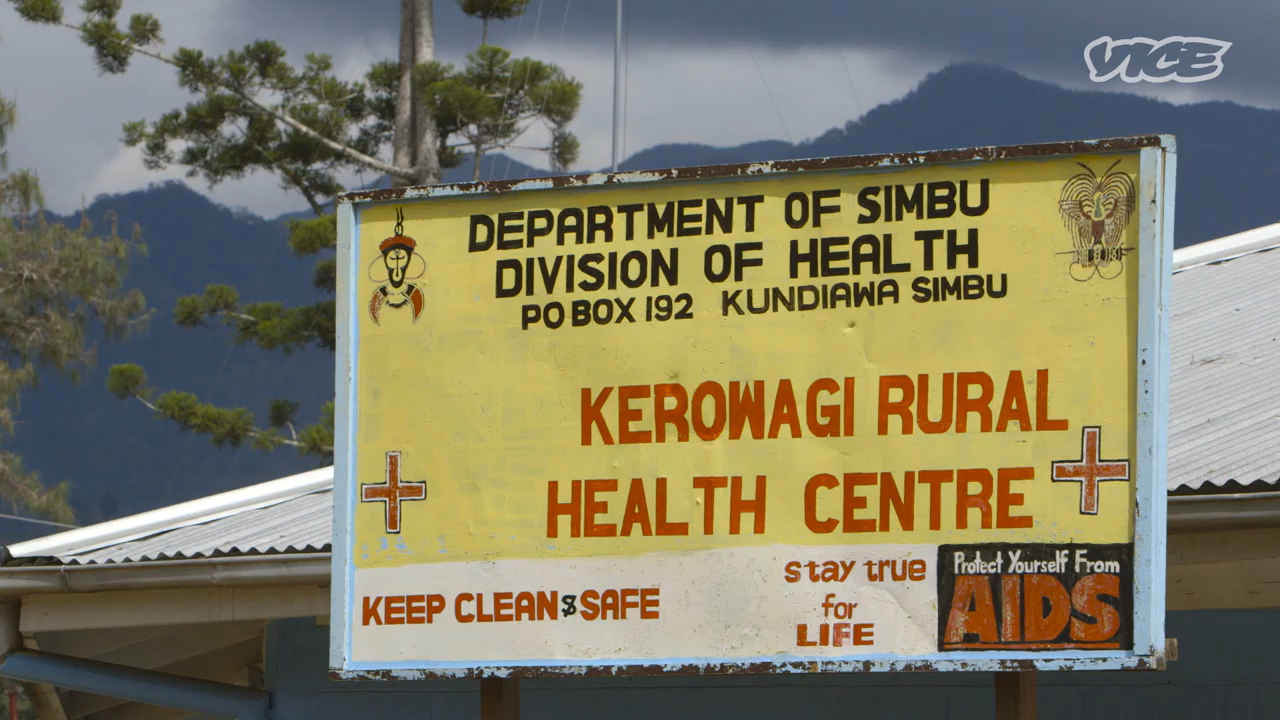 VICE
DEPARTMENT OF SIMBU
DIVISION OF HEALTH
PO BOX 192 KUNDIAWA SIMBU
KEROWAGI RURAL
HEALTH CENTRE
KEEP CLEAN & SAFE
stay true
for
LIFE
Protect Yourself From
AIDS